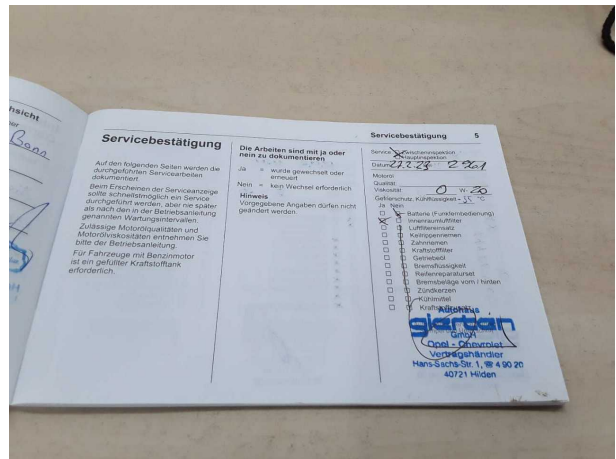 Bonn
Servicebestätigung
Auf den folgenden Seiten werden die
durchgeführten Servicearbeiten
dokumentiert.
Beim Erscheinen der Serviceanzeige
sollte schnellstmöglich ein Service
durchgeführt werden, aber nie später
als nach den in der Betriebsanleitung
genannten Wartungsintervallen.
Zulässige Motorölqualitäten und
Motorölviskositäten entnehmen Sie
bitte der Betriebsanleitung.
Für Fahrzeuge mit Benzinmotor
ist ein gefüllter Kraftstofftank
erforderlich.
Die Arbeiten sind mit ja oder
nein zu dokumentieren
Ja = wurde gewechselt oder
erneuert
Nein = kein Wechsel erforderlich
Hinweis
Vorgegebene Angaben dürfen nicht
geändert werden.
Servicebestätigung 5
Service
Datum
Motoröl
Qualität:
Viskosität: 0 W- 20
Gefrierschutz, Kühlflüssigkeit
Ja Nein
Batterie (Funkfernbedienung)
Innenraumluftfilter
Luftfiltereinsatz
Keilrippenriemen
Zahnriemen
Kraftstofffilter
Getriebeöl
Bremsflüssigkeit
Reifenreparaturset
Bremsbeläge vorn / hinten
Zündkerzen
Kühlmittel
Autohaus
gierten
GmbH
Opel - Chevrolet
Vertragshändler
Hans-Sachs-Str. 1, ☎ 4 90 20
40721 Hilden